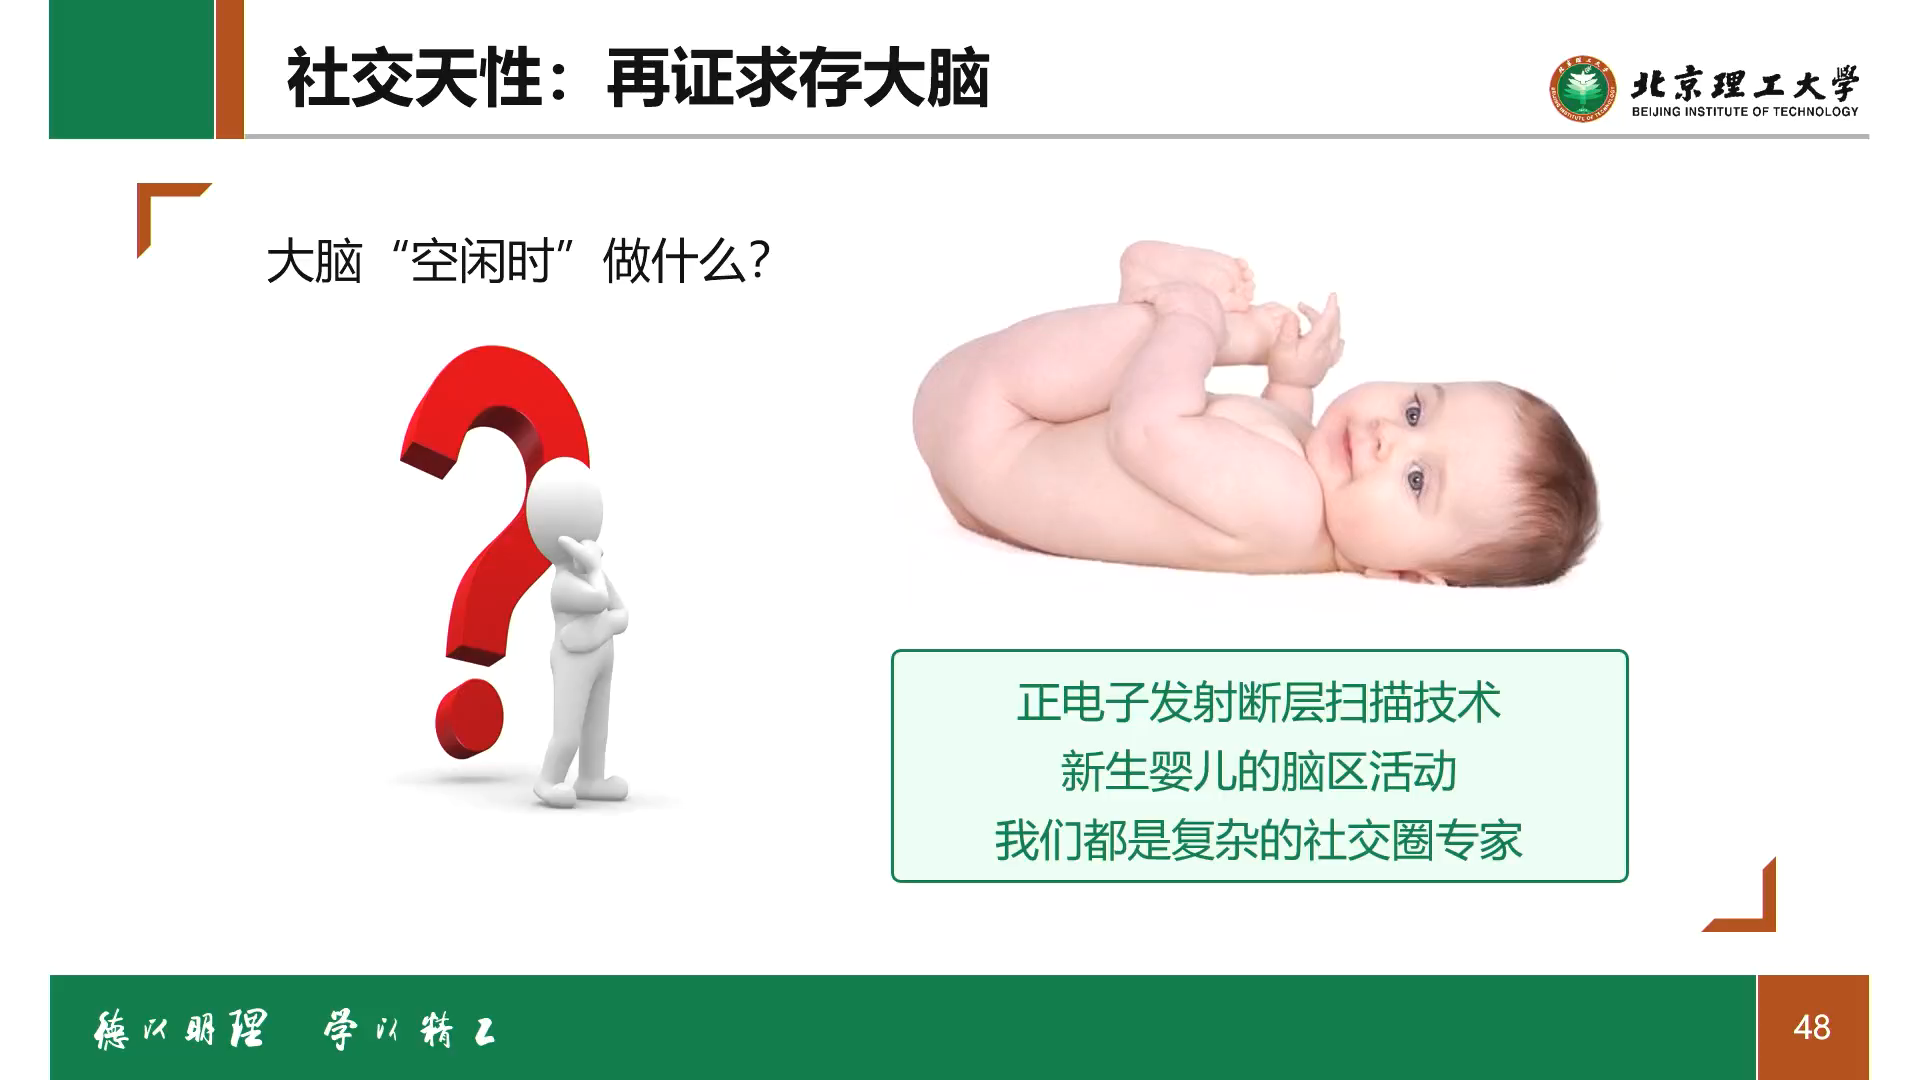 社交天性：再证求存大脑
北京理工大学
BEIJING INSTITUTE OF TECHNOLOGY
大脑“空闲时”做什么？
正电子发射断层扫描技术
新生婴儿的脑区活动
我们都是复杂的社交圈专家
德以明理 学以精工
48